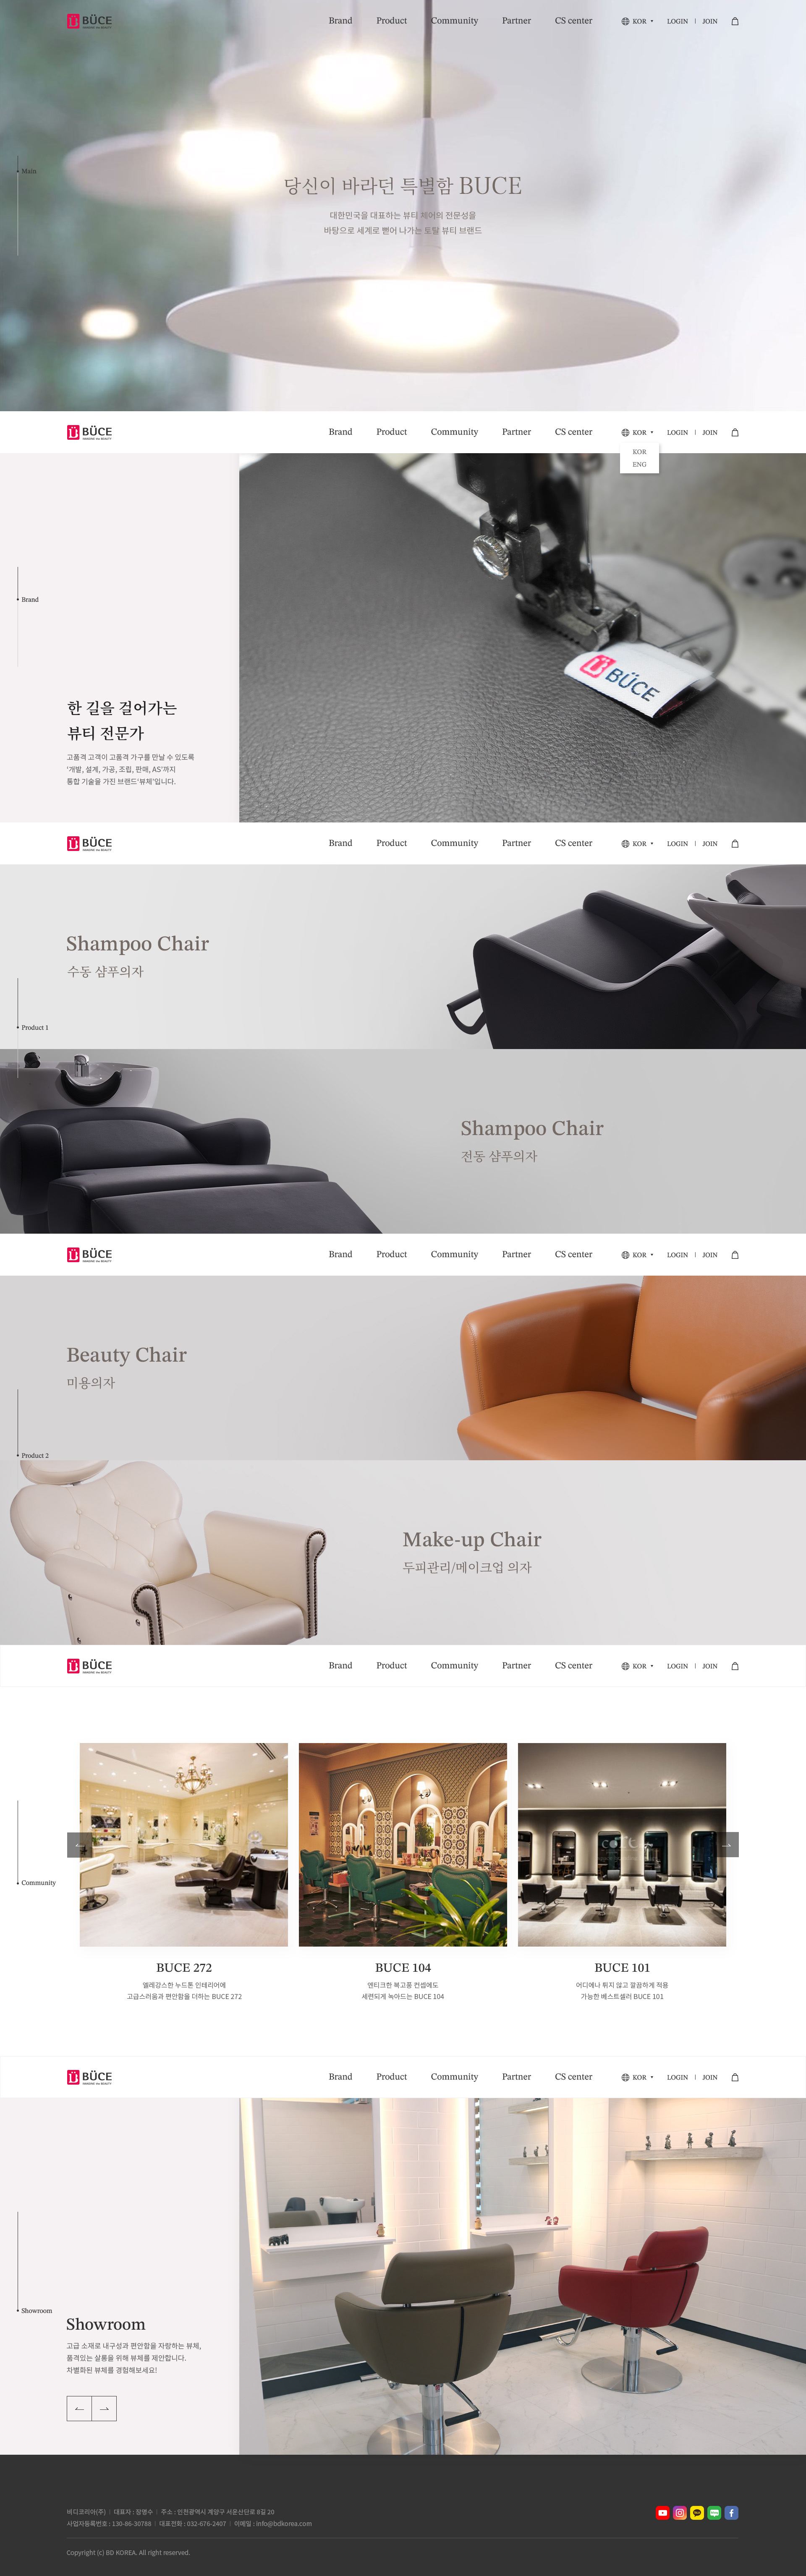 BÜCE
Brand Product Community Partner CS center KOR LOGIN | JOIN
Main
당신이 바라던 특별함 BUCE
대한민국을 대표하는 뷰티 체어의 전문성을
바탕으로 세계로 뻗어 나가는 토탈 뷰티 브랜드
BÜCE
Brand Product Community Partner CS center KOR LOGIN | JOIN
KOR
ENG
BÜCE
Brand
한 길을 걸어가는
뷰티 전문가
고품격 고객이 고품격 가구를 만날 수 있도록
'개발, 설계, 가공, 조립, 판매, AS'까지
통합 기술을 가진 브랜드'뷰체'입니다.
BÜCE
Brand Product Community Partner CS center KOR LOGIN | JOIN
Shampoo Chair
수동 샴푸의자
Product 1
Shampoo Chair
전동 샴푸의자
BÜCE
Brand Product Community Partner CS center KOR LOGIN | JOIN
Beauty Chair
미용의자
Product 2
Make-up Chair
두피관리/메이크업 의자
BÜCE
Brand Product Community Partner CS center KOR LOGIN | JOIN
Community
BUCE 272
엘레강스한 누드톤 인테리어에
고급스러움과 편안함을 더하는 BUCE 272
BUCE 104
엔티크한 복고풍 컨셉에도
세련되게 녹아드는 BUCE 104
BUCE 101
어디에나 튀지 않고 깔끔하게 적용
가능한 베스트셀러 BUCE 101
BÜCE
Brand Product Community Partner CS center KOR LOGIN | JOIN
Showroom
Showroom
고급 소재로 내구성과 편안함을 자랑하는 뷰체,
품격있는 살롱을 위해 뷰체를 제안합니다.
차별화된 뷰체를 경험해보세요!
비디코리아(주) | 대표자 : 장명수 | 주소 : 인천광역시 계양구 서운산단로 8길 20
사업자등록번호 : 130-86-30788 | 대표전화 : 032-676-2407 | 이메일 : info@bdkorea.com
Copyright (c) BD KOREA. All right reserved.